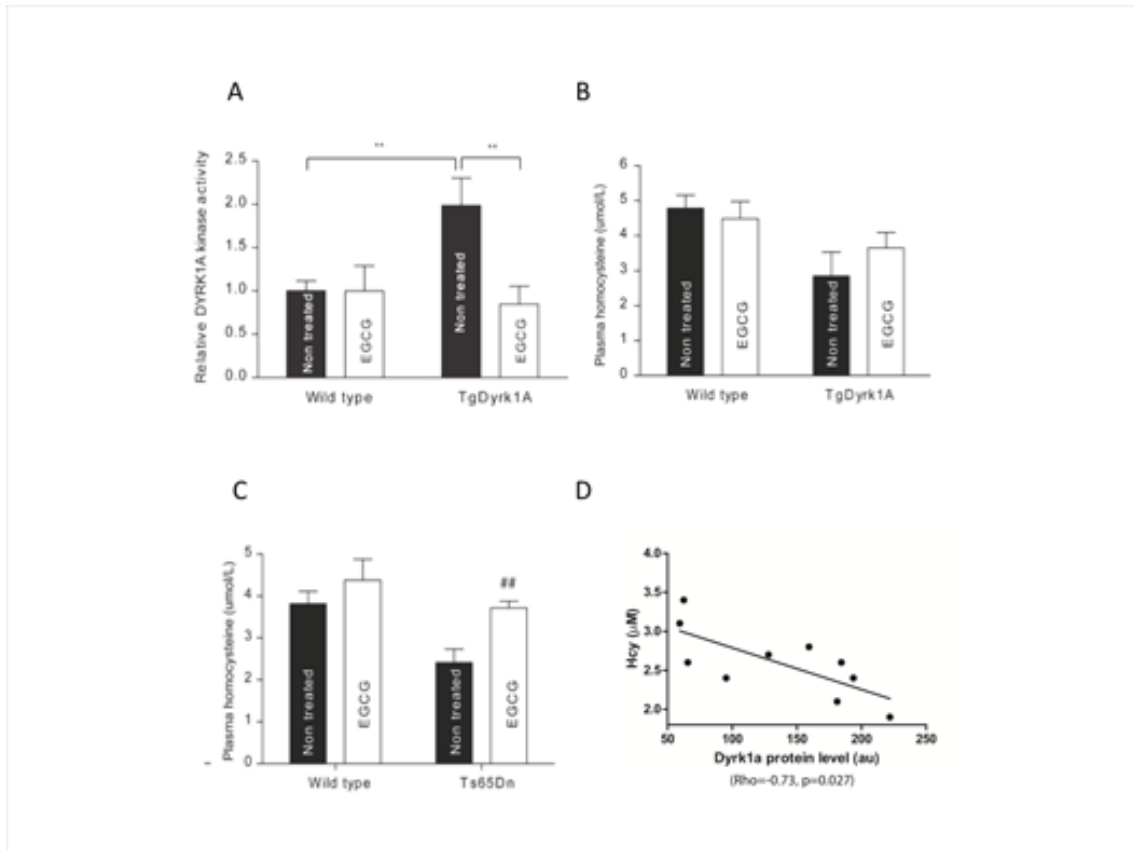 A
Relative DYRK1A kinase activity
2.5
2.0
1.5
1.0
0.5
0.0
**
**
Non treated
EGCG
Non treated
EGCG
Wild type
TgDyrk1A
B
Plasma homocysteine (umol/L)
6
5
4
3
2
1
0
Non treated
EGCG
Non treated
EGCG
Wild type
TgDyrk1A
C
Plasma homocysteine (umol/L)
5
4
3
2
1
0
##
Non treated
EGCG
Non treated
EGCG
Wild type
Ts65Dn
D
Hcy (μM)
4.0
3.5
3.0
2.5
2.0
50
100
150
200
250
Dyrk1a protein level (au)
(Rho=-0.73, p=0.027)